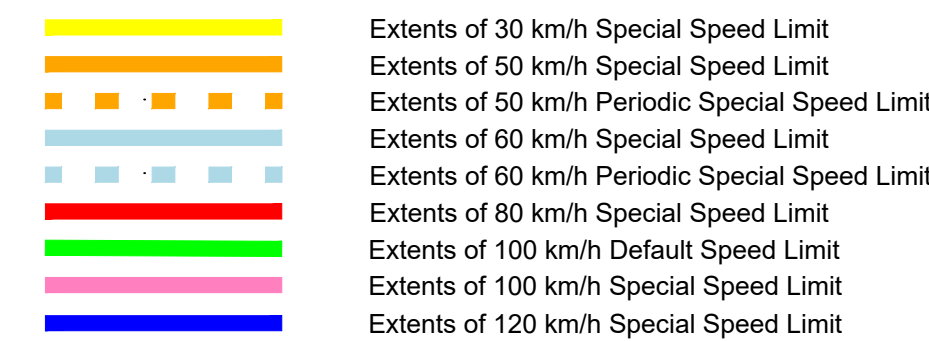 Extents of 30 km/h Special Speed Limit
Extents of 50 km/h Special Speed Limit
Extents of 50 km/h Periodic Special Speed Limit
Extents of 60 km/h Special Speed Limit
Extents of 60 km/h Periodic Special Speed Limit
Extents of 80 km/h Special Speed Limit
Extents of 100 km/h Default Speed Limit
Extents of 100 km/h Special Speed Limit
Extents of 120 km/h Special Speed Limit